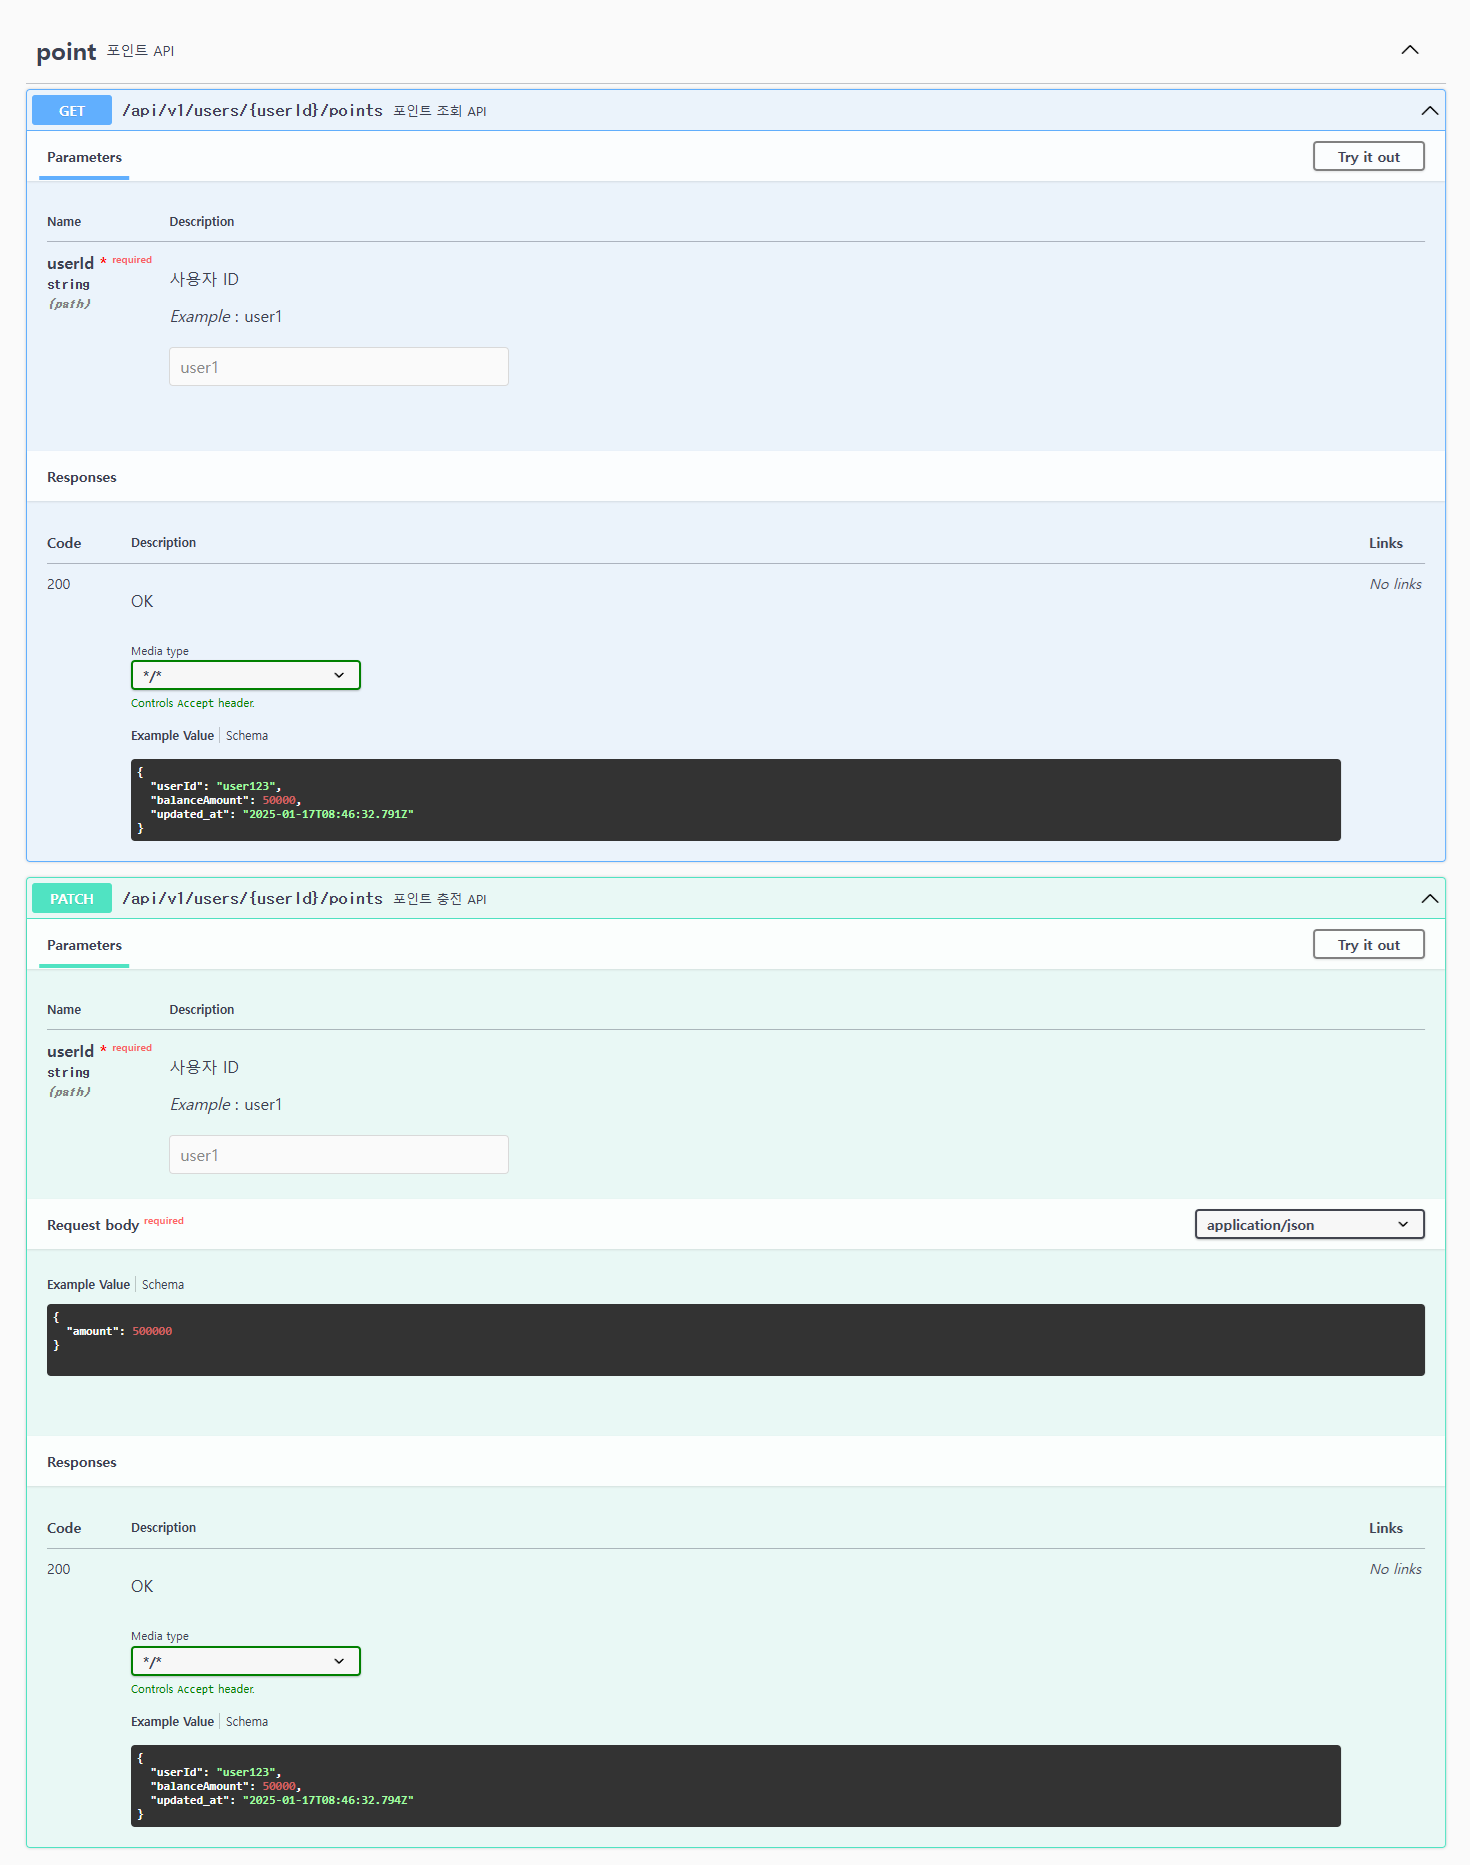 point 포인트 API
GET /api/v1/users/{userId}/points 포인트 조회 API
Parameters Try it out
Name Description
userId * required
string
(path)
사용자 ID
Example : user1
user1
Responses
Code Description Links
200 OK No links
Media type
*/*
Controls Accept header.
Example Value Schema
{
"userId": "user123",
"balanceAmount": 50000,
"updated_at": "2025-01-17T08:46:32.791Z"
}
PATCH /api/v1/users/{userId}/points 포인트 충전 API
Parameters Try it out
Name Description
userId * required
string
(path)
사용자 ID
Example : user1
user1
Request body required application/json
Example Value Schema
{
"amount": 500000
}
Responses
Code Description Links
200 OK No links
Media type
*/*
Controls Accept header.
Example Value Schema
{
"userId": "user123",
"balanceAmount": 50000,
"updated_at": "2025-01-17T08:46:32.794Z"
}